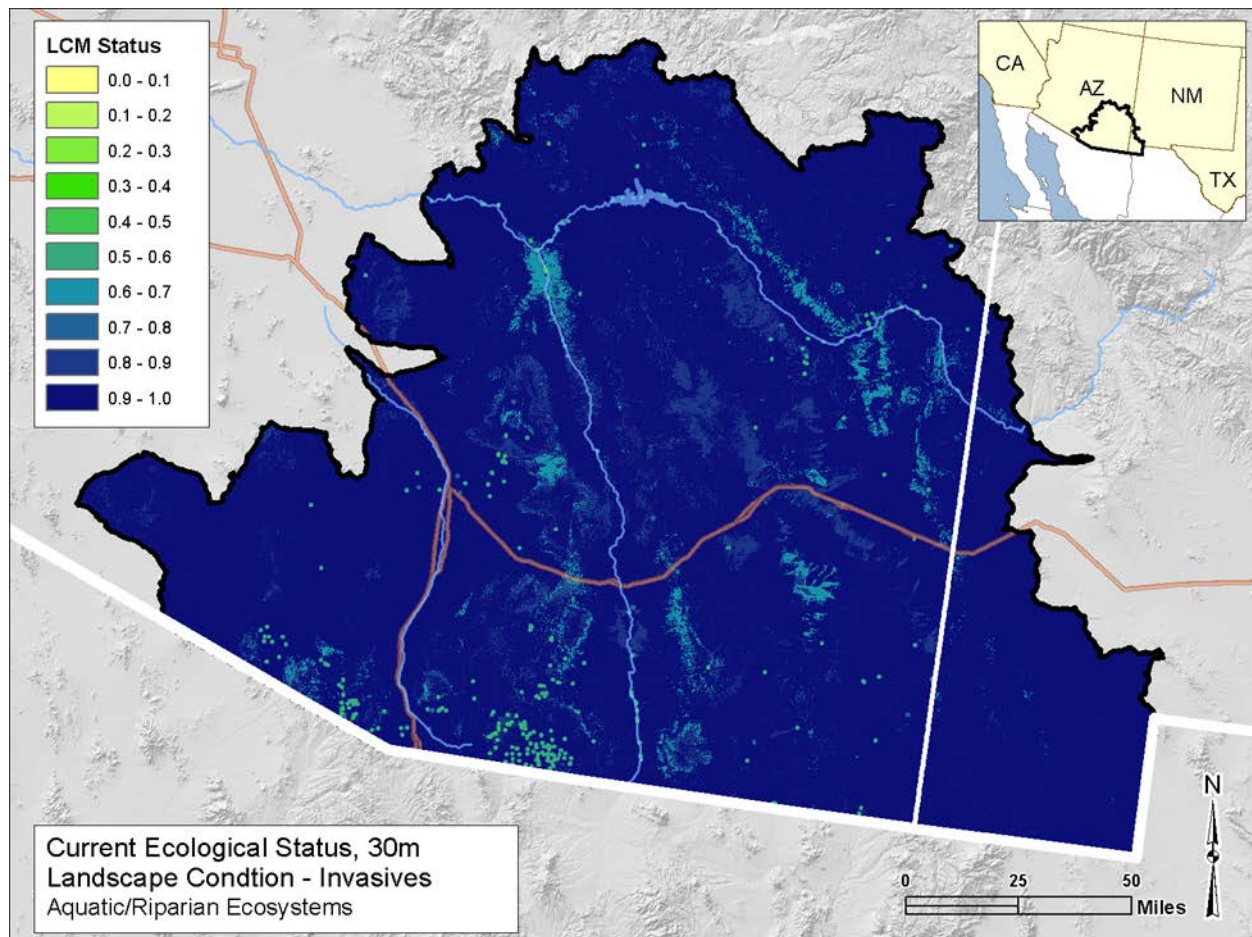 LCM Status
0.0 - 0.1
0.1 - 0.2
0.2 - 0.3
0.3 - 0.4
0.4 - 0.5
0.5 - 0.6
0.6 - 0.7
0.7 - 0.8
0.8 - 0.9
0.9 - 1.0
CA
AZ
NM
TX
N
Current Ecological Status, 30m
Landscape Condtion - Invasives
Aquatic/Riparian Ecosystems
0 25 50
Miles